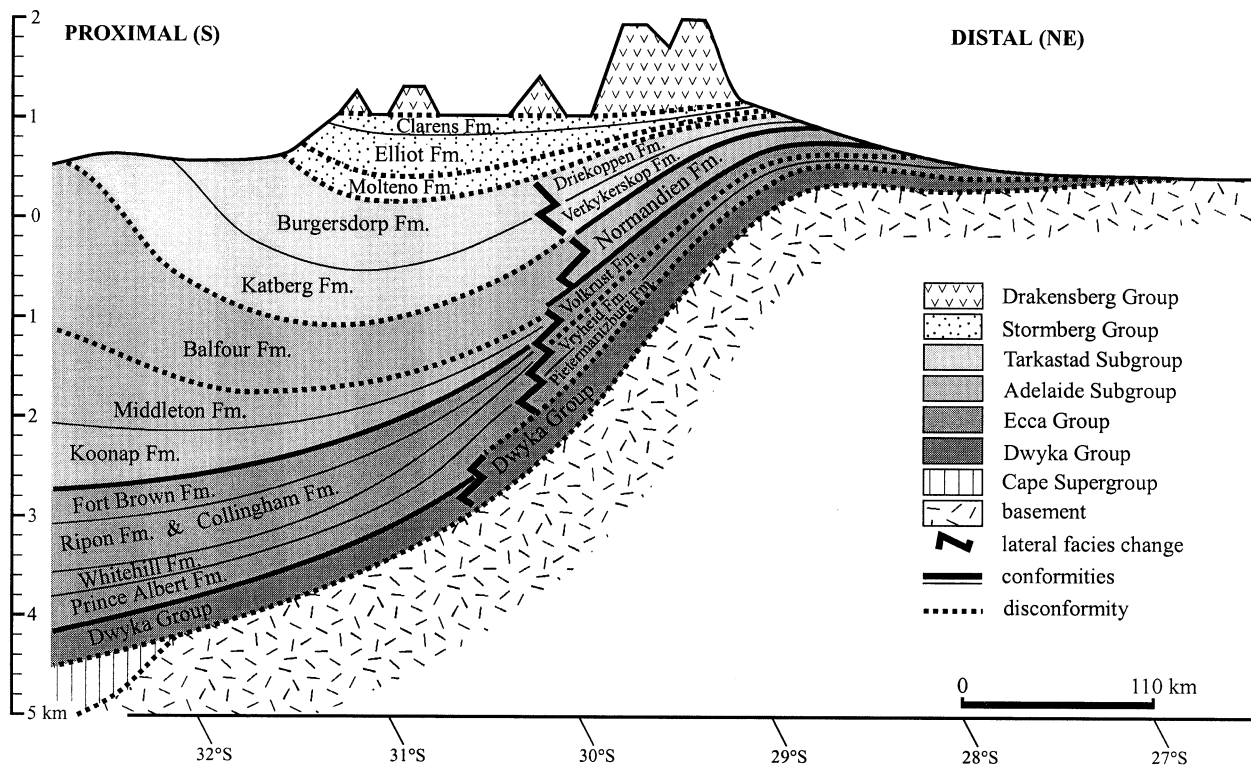 2
PROXIMAL (S)
DISTAL (NE)
1
Clarens Fm.
Elliot Fm.
Molteno Fm.
Driekoppen Fm.
Verkykerskop Fm.
0
Burgersdorp Fm.
Normandien Fm.
Katberg Fm.
Volkrust Fm.
Vryheid Fm.
Pietermaritzburg Fm.
1
Balfour Fm.
Middleton Fm.
2
Koonap Fm.
Dwyka Group
Fort Brown Fm.
3
Ripon Fm. & Collingham Fm.
Whitehill Fm.
Prince Albert Fm.
4
Dwyka Group
5 km
Drakensberg Group
Stormberg Group
Tarkastad Subgroup
Adelaide Subgroup
Ecca Group
Dwyka Group
Cape Supergroup
basement
lateral facies change
conformities
disconformity
0 110 km
32°S 31°S 30°S 29°S 28°S 27°S